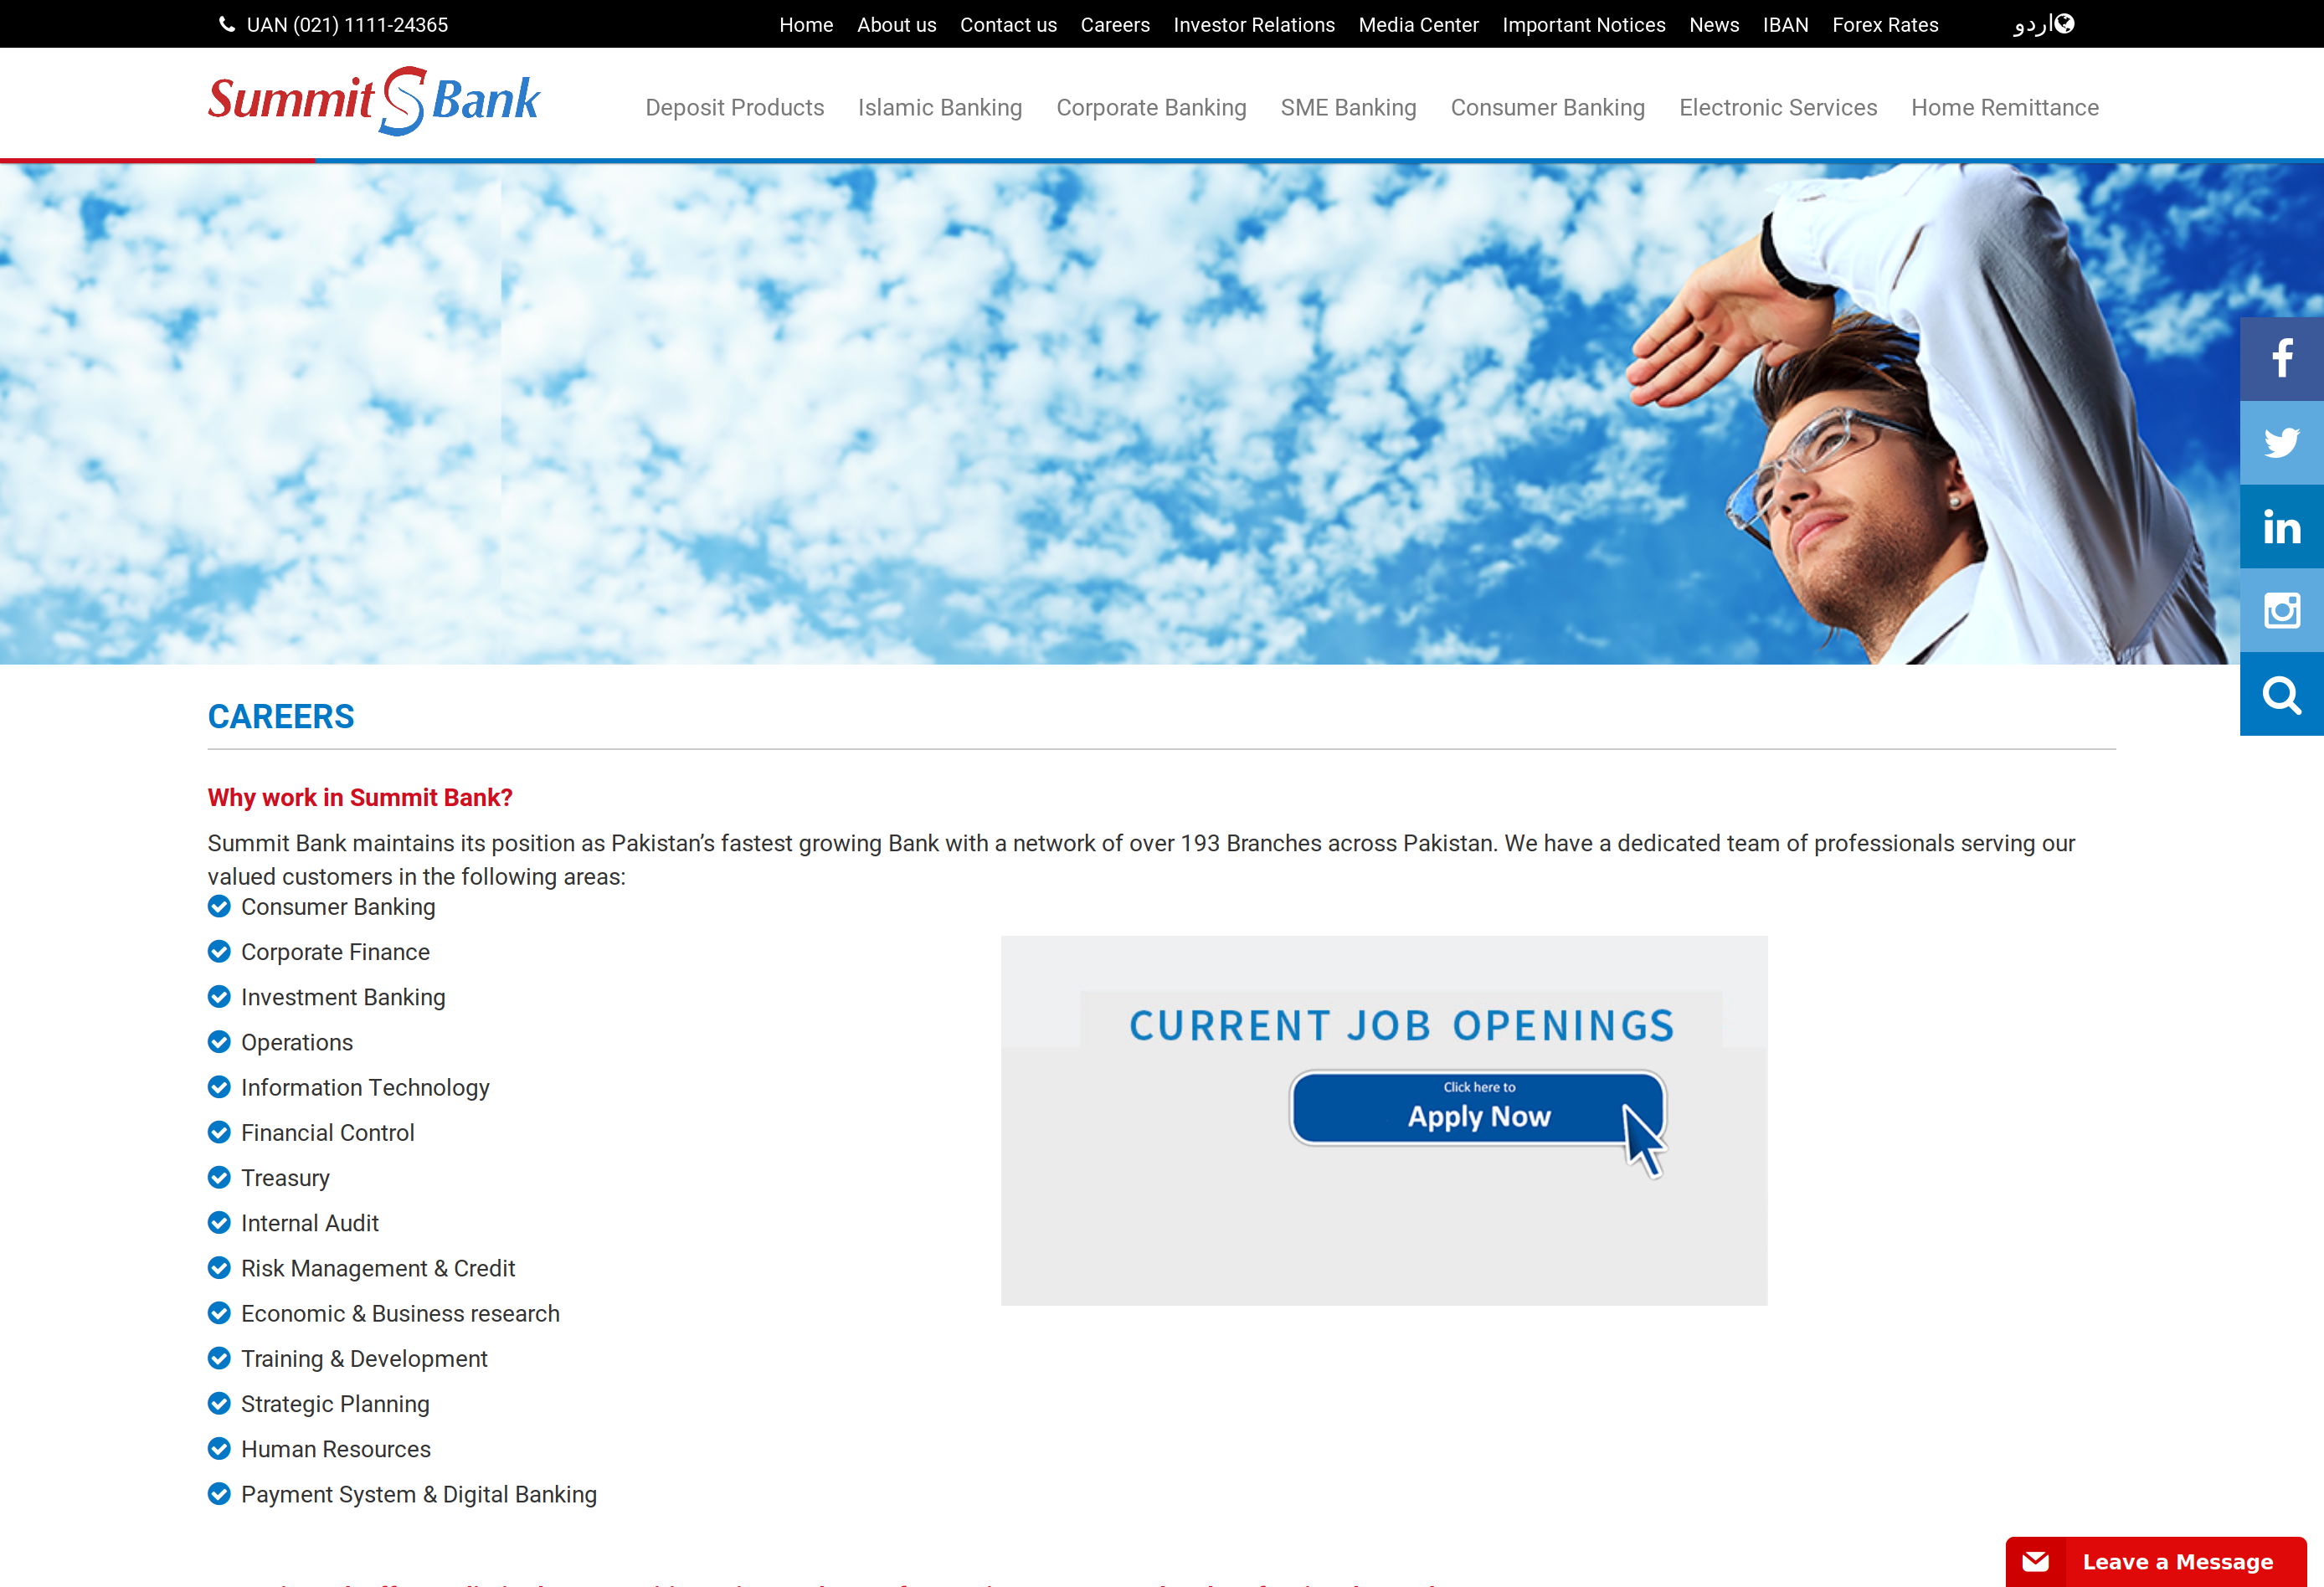 UAN (021) 1111-24365
Home About us Contact us Careers Investor Relations Media Center Important Notices News IBAN Forex Rates اردو
Summit S Bank
Deposit Products Islamic Banking Corporate Banking SME Banking Consumer Banking Electronic Services Home Remittance
CAREERS
Why work in Summit Bank?
Summit Bank maintains its position as Pakistan’s fastest growing Bank with a network of over 193 Branches across Pakistan. We have a dedicated team of professionals serving our
valued customers in the following areas:
Consumer Banking
Corporate Finance
Investment Banking
Operations
Information Technology
Financial Control
Treasury
Internal Audit
Risk Management & Credit
Economic & Business research
Training & Development
Strategic Planning
Human Resources
Payment System & Digital Banking
CURRENT JOB OPENINGS
Click here to
Apply Now
Leave a Message